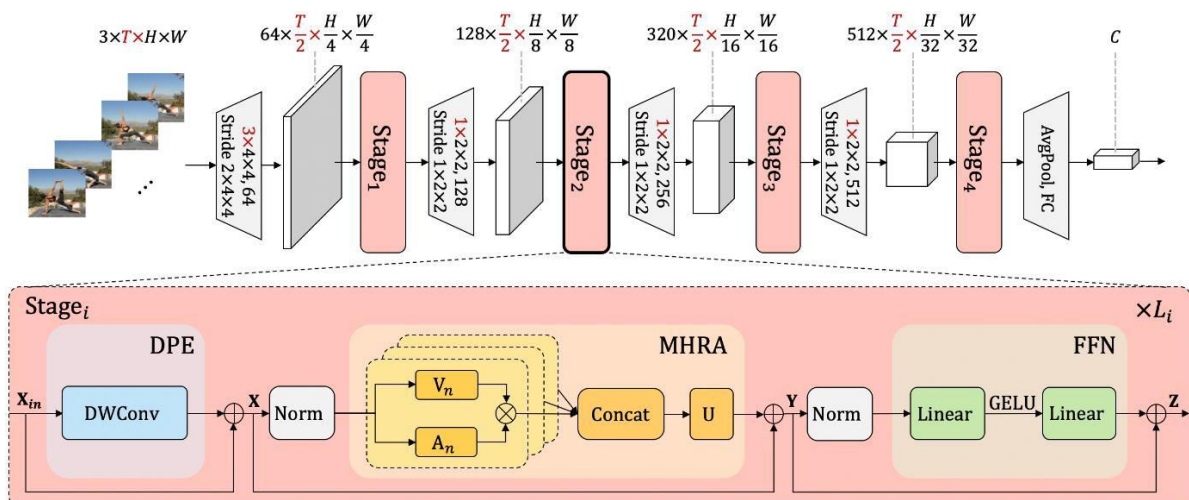 3×T×H×W
64×T/2×H/4×W/4
128×T/2×H/8×W/8
320×T/2×H/16×W/16
512×T/2×H/32×W/32
C
...
3×4×4, 64
Stride 2×4×4
Stage₁
1×2×2, 128
Stride 1×2×2
Stage₂
1×2×2, 256
Stride 1×2×2
Stage₃
1×2×2, 512
Stride 1×2×2
Stage₄
AvgPool, FC
Stageᵢ
×Lᵢ
DPE
MHRA
FFN
X_in
DWConv
X
Norm
Vₙ
Aₙ
Concat
U
Y
Norm
Linear
GELU
Linear
Z